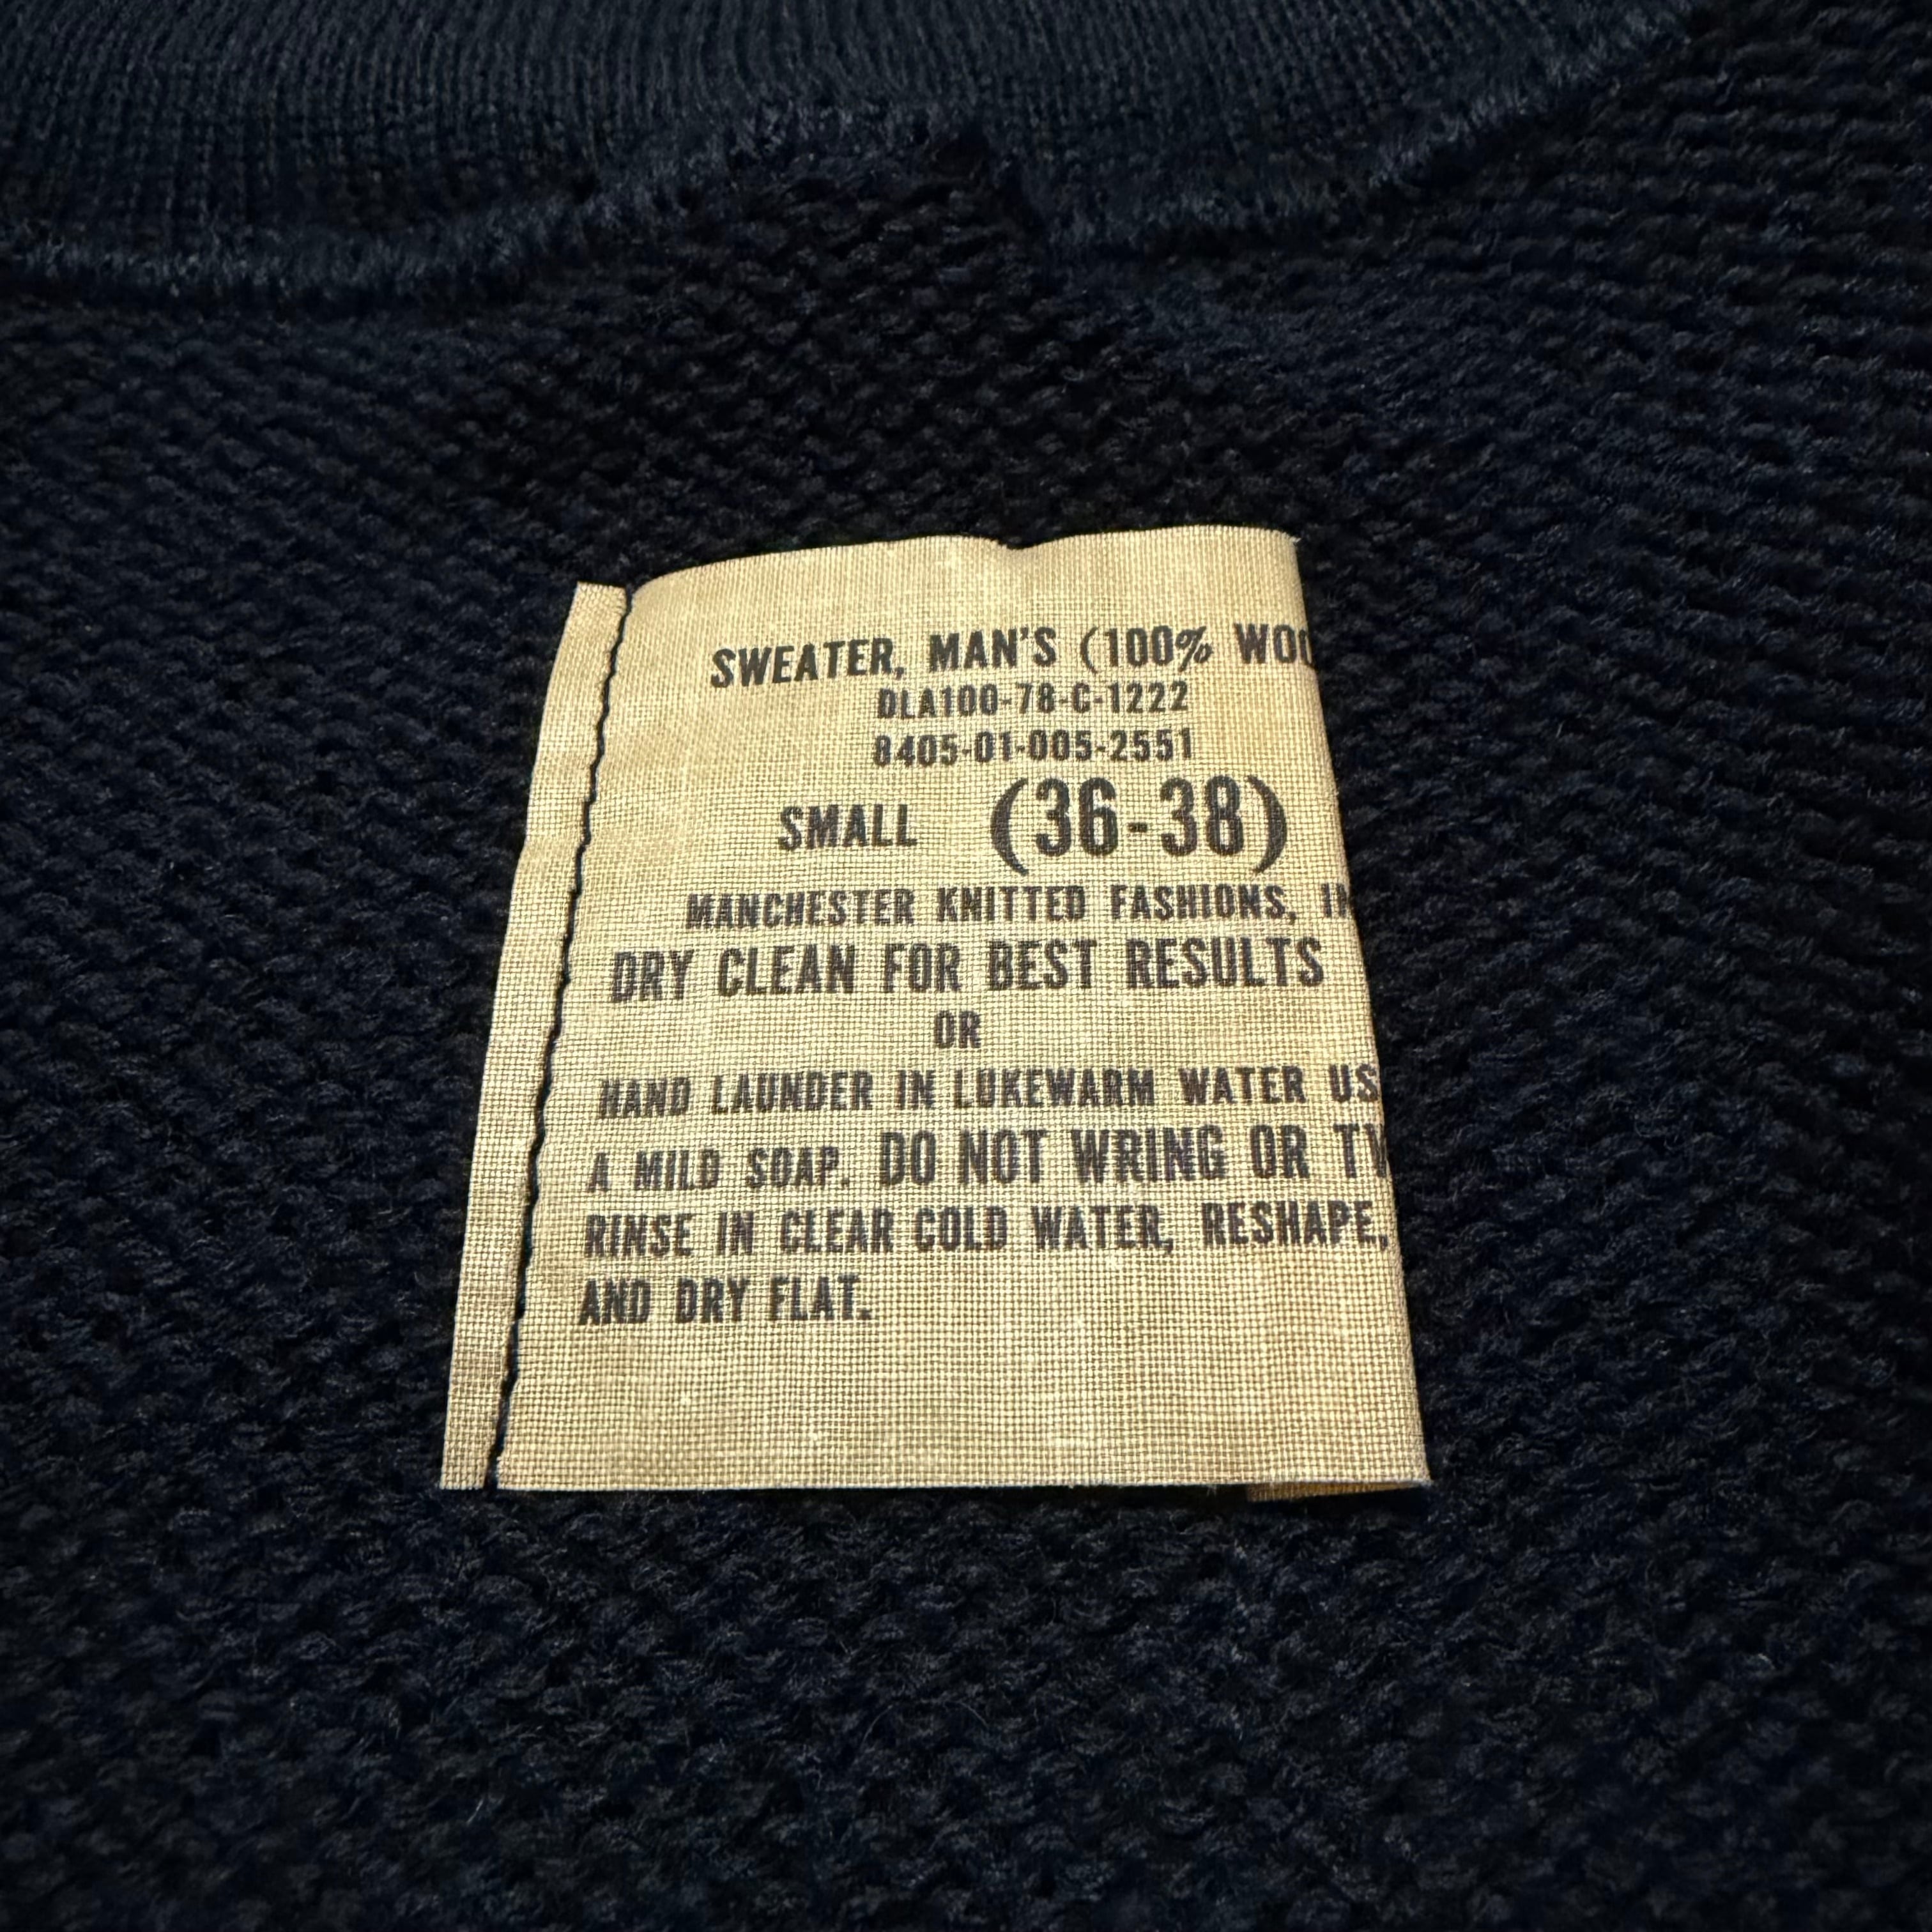 SWEATER, MAN'S (100% WOO
DLA100-78-C-1222
8405-01-005-2551
SMALL (36-38)
MANCHESTER KNITTED FASHIONS, IN
DRY CLEAN FOR BEST RESULTS
OR
HAND LAUNDER IN LUKEWARM WATER US
A MILD SOAP. DO NOT WRING OR TW
RINSE IN CLEAR COLD WATER, RESHAPE,
AND DRY FLAT.